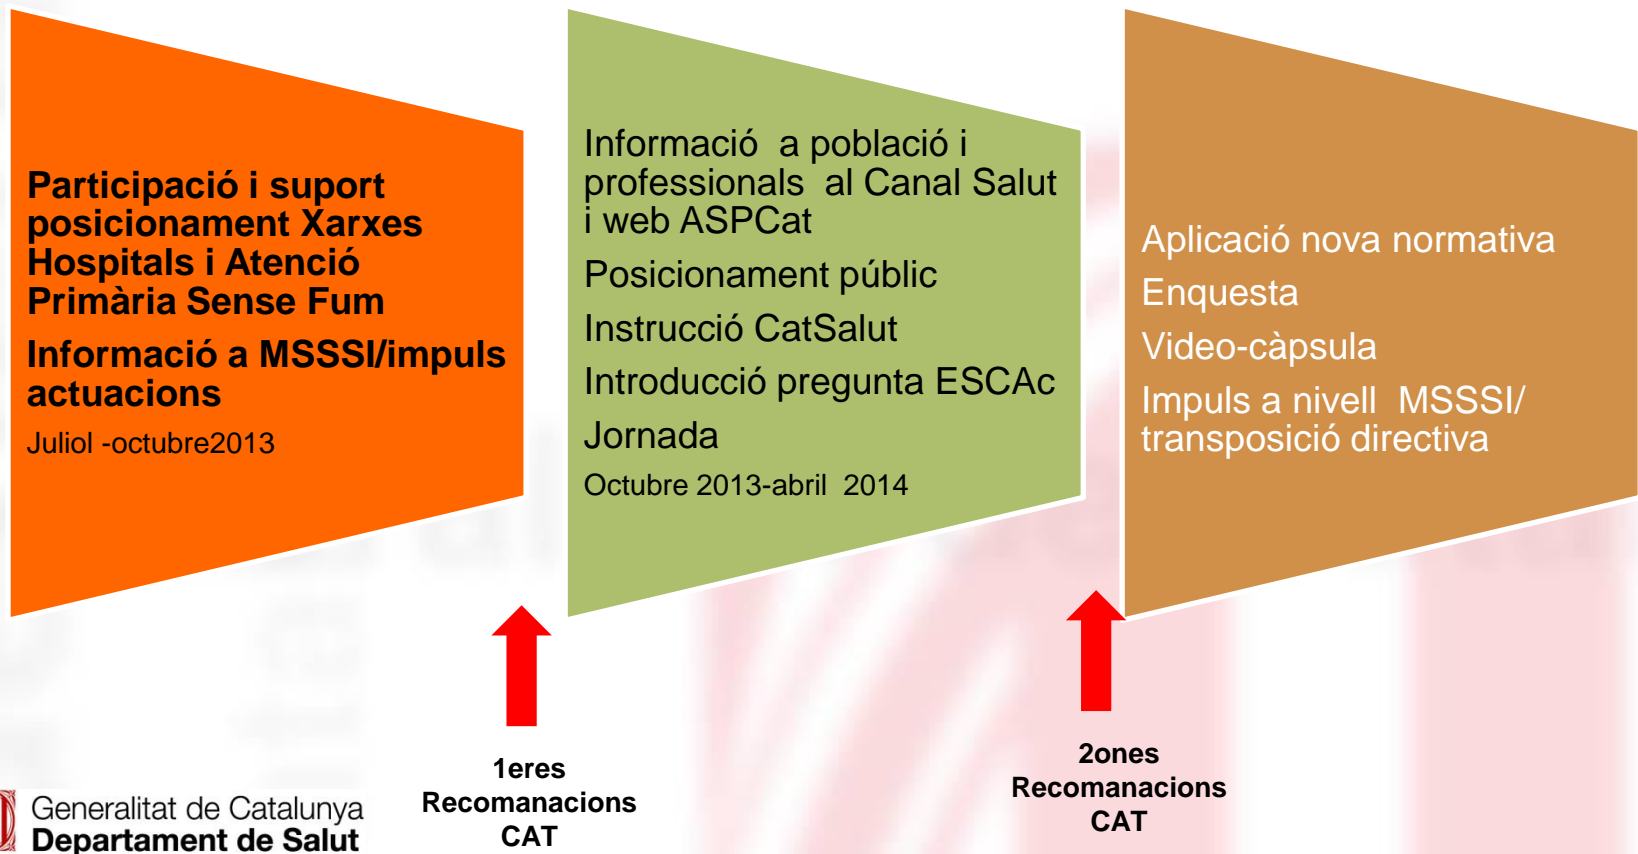 Participació i suport
posicionament Xarxes
Hospitals i Atenció
Primària Sense Fum
Informació a MSSSI/impuls
actuacions
Juliol -octubre2013
Informació a població i
professionals al Canal Salut
i web ASPCat
Posicionament públic
Instrucció CatSalut
Introducció pregunta ESCAc
Jornada
Octubre 2013-abril 2014
Aplicació nova normativa
Enquesta
Video-càpsula
Impuls a nivell MSSSI/
transposició directiva
1eres
Recomanacions
CAT
2ones
Recomanacions
CAT
Generalitat de Catalunya
Departament de Salut